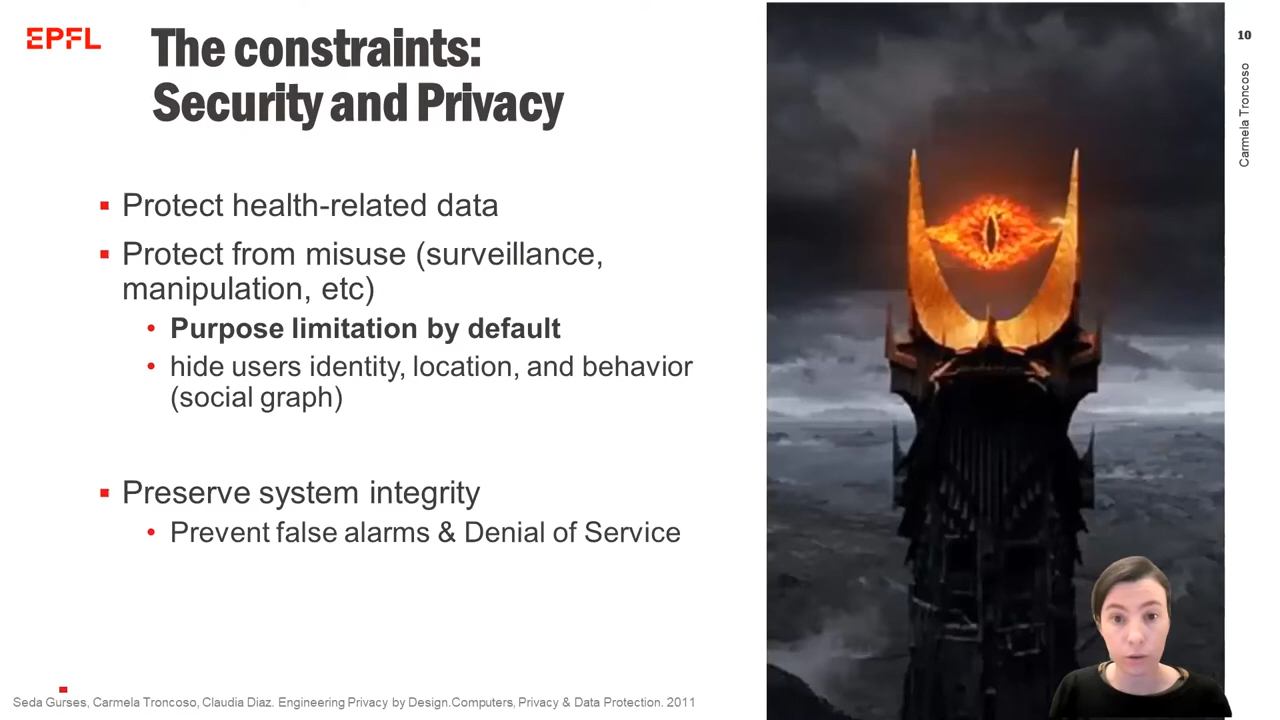 EPFL
The constraints:
Security and Privacy
10
Carmela Troncoso
▪ Protect health-related data
▪ Protect from misuse (surveillance,
manipulation, etc)
• Purpose limitation by default
• hide users identity, location, and behavior
(social graph)
▪ Preserve system integrity
• Prevent false alarms & Denial of Service
Seda Gurses, Carmela Troncoso, Claudia Diaz. Engineering Privacy by Design.Computers, Privacy & Data Protection. 2011